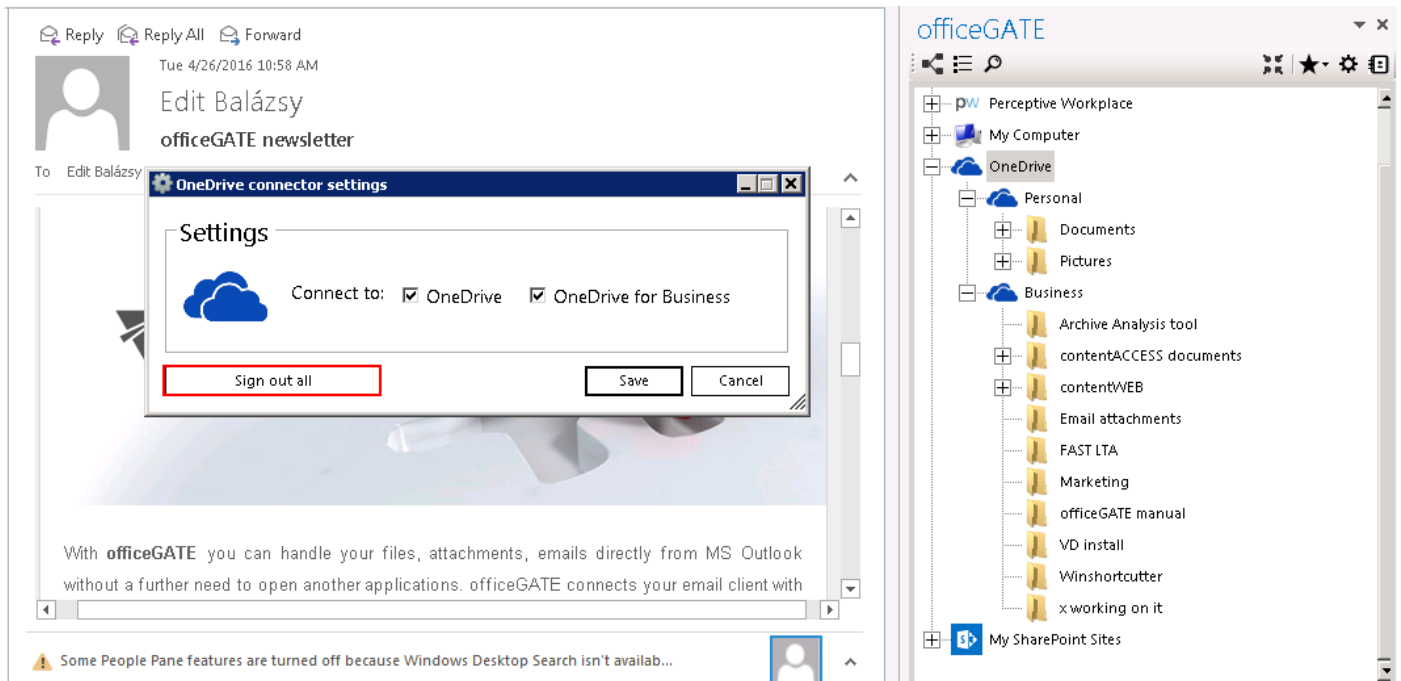 Reply Reply All Forward
Tue 4/26/2016 10:58 AM
Edit Balázsy
officeGATE newsletter
To Edit Balázsy
OneDrive connector settings
Settings
Connect to: OneDrive OneDrive for Business
Sign out all Save Cancel
With officeGATE you can handle your files, attachments, emails directly from MS Outlook
without a further need to open another applications. officeGATE connects your email client with
Some People Pane features are turned off because Windows Desktop Search isn't availab...
officeGATE
pw Perceptive Workplace
My Computer
OneDrive
Personal
Documents
Pictures
Business
Archive Analysis tool
contentACCESS documents
contentWEB
Email attachments
FAST LTA
Marketing
officeGATE manual
VD install
Winshortcutter
x working on it
S My SharePoint Sites